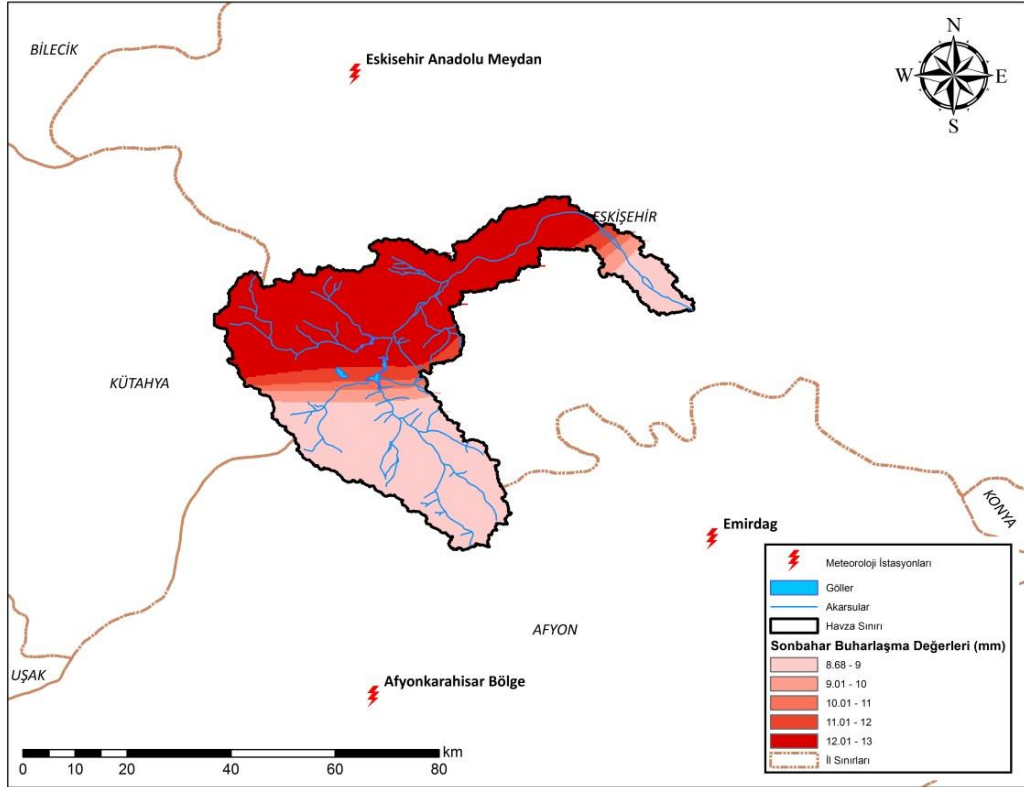 BİLECİK
Eskisehir Anadolu Meydan
N
W
E
S
ESKİŞEHİR
KÜTAHYA
KONYA
Emirdag
AFYON
UŞAK
Afyonkarahisar Bölge
km
0 10 20 40 60 80
Meteoroloji İstasyonları
Göller
Akarsular
Havza Sınırı
Sonbahar Buharlaşma Değerleri (mm)
8.68 - 9
9.01 - 10
10.01 - 11
11.01 - 12
12.01 - 13
İl Sınırları